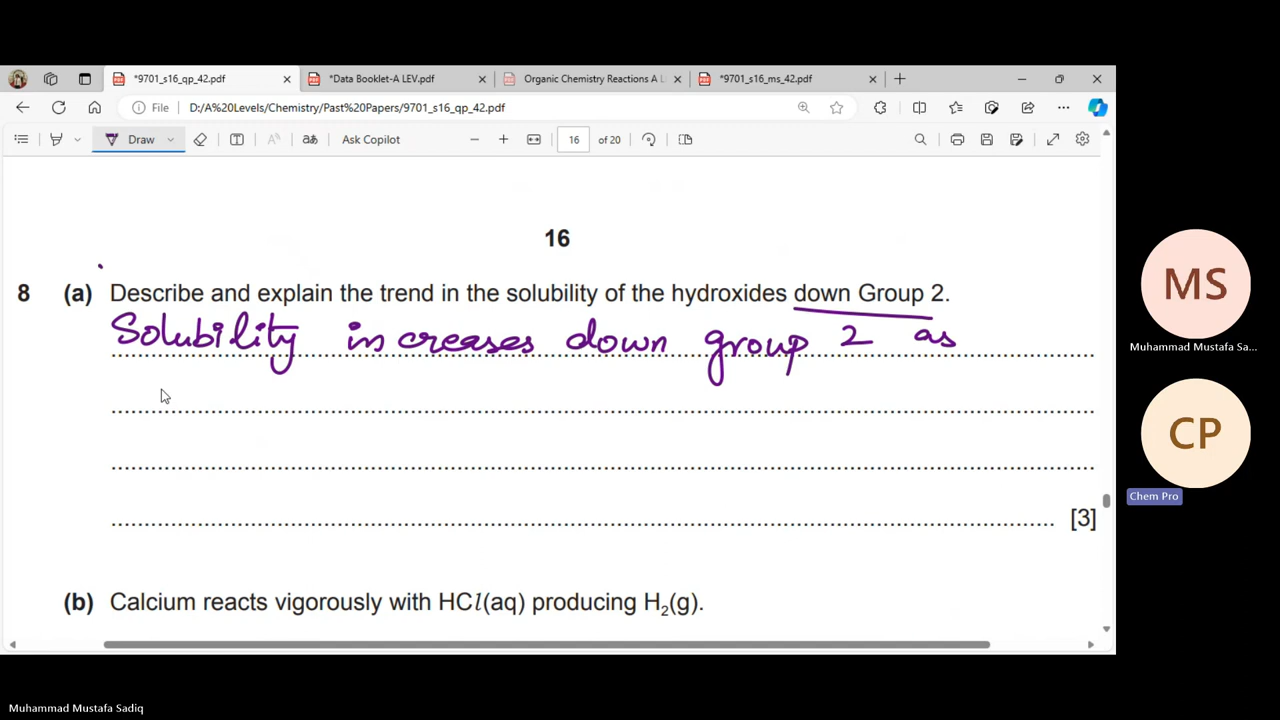 *9701_s16_qp_42.pdf
*Data Booklet-A LEV.pdf
Organic Chemistry Reactions A L
*9701_s16_ms_42.pdf
File
D:/A%20Levels/Chemistry/Past%20Papers/9701_s16_qp_42.pdf
Draw
aあ
Ask Copilot
16
of 20
16
8 (a) Describe and explain the trend in the solubility of the hydroxides down Group 2.
Solubility increases down group 2 as
[3]
(b) Calcium reacts vigorously with HCl(aq) producing H₂(g).
MS
Muhammad Mustafa Sa...
CP
Chem Pro
Muhammad Mustafa Sadiq